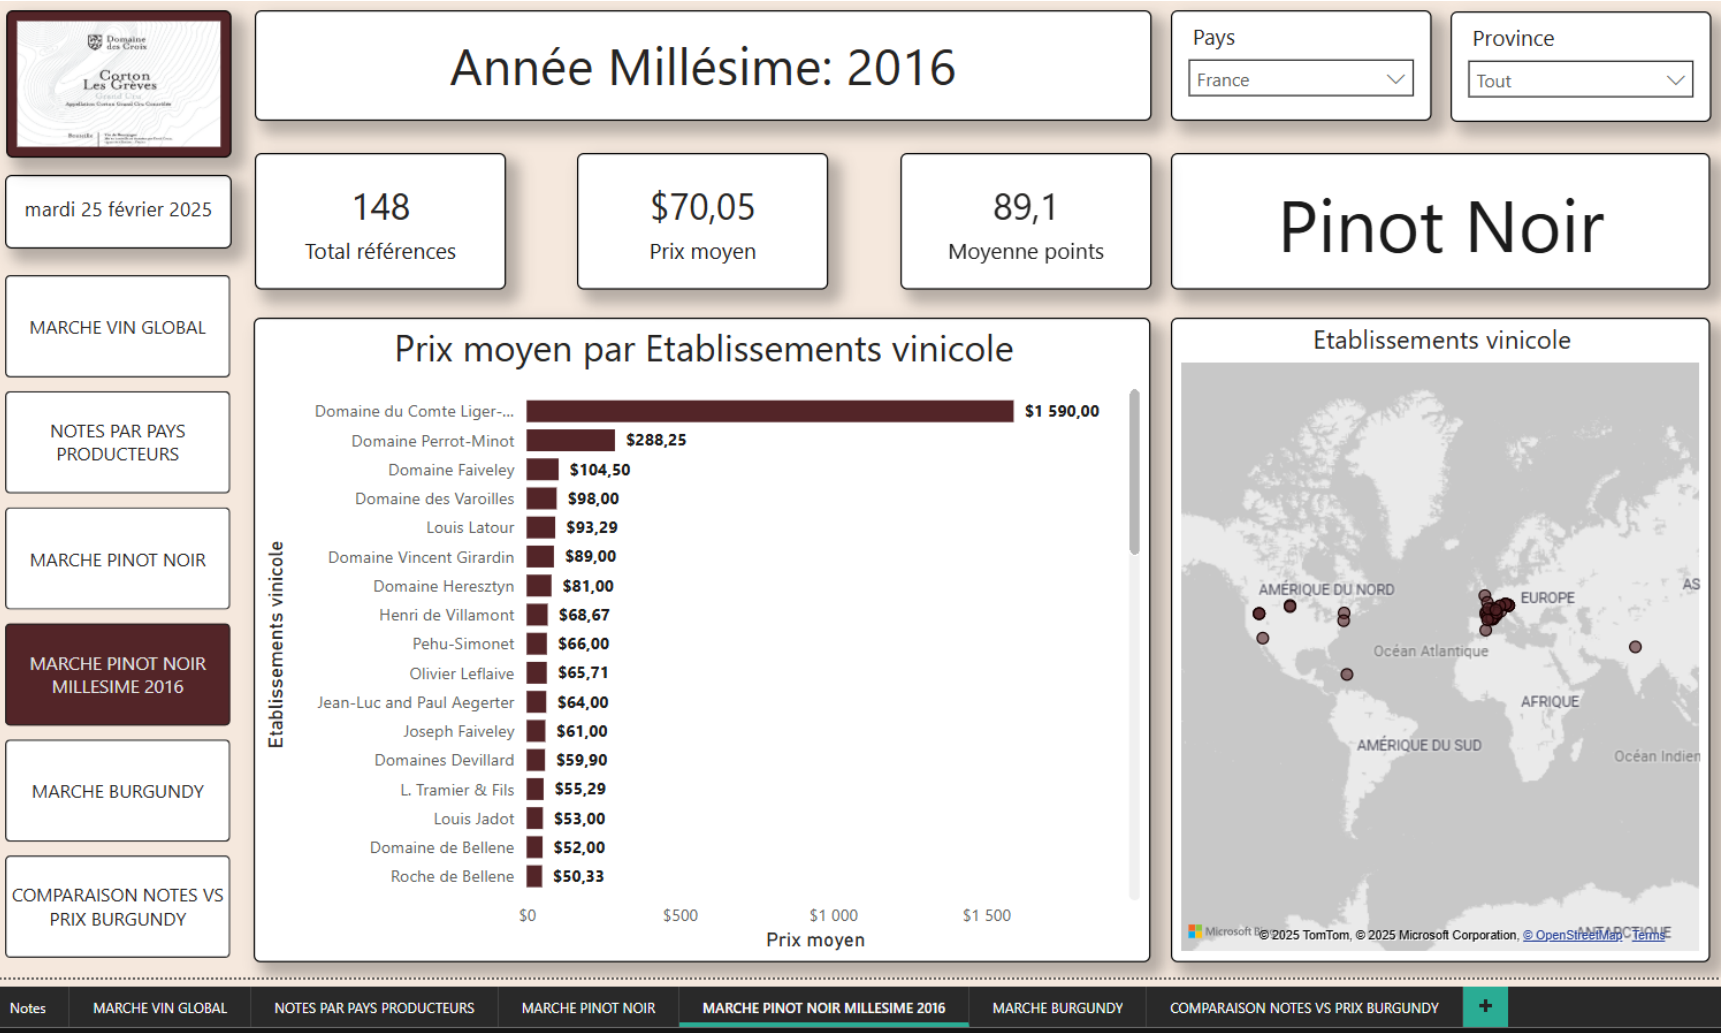 Domaine
des Croix
Corton
Les Grèves
Grand Cru
Appellation Corton Grand Cru Contrôlée
Année Millésime: 2016
Pays
France
Province
Tout
mardi 25 février 2025
148
Total références
$70,05
Prix moyen
89,1
Moyenne points
Pinot Noir
MARCHE VIN GLOBAL
NOTES PAR PAYS
PRODUCTEURS
MARCHE PINOT NOIR
MARCHE PINOT NOIR
MILLESIME 2016
MARCHE BURGUNDY
COMPARAISON NOTES VS
PRIX BURGUNDY
Prix moyen par Etablissements vinicole
Etablissements vinicole
Domaine du Comte Liger-... $1 590,00
Domaine Perrot-Minot $288,25
Domaine Faiveley $104,50
Domaine des Varoilles $98,00
Louis Latour $93,29
Domaine Vincent Girardin $89,00
Domaine Heresztyn $81,00
Henri de Villamont $68,67
Pehu-Simonet $66,00
Olivier Leflaive $65,71
Jean-Luc and Paul Aegerter $64,00
Joseph Faiveley $61,00
Domaines Devillard $59,90
L. Tramier & Fils $55,29
Louis Jadot $53,00
Domaine de Bellene $52,00
Roche de Bellene $50,33
$0 $500 $1 000 $1 500
Prix moyen
Etablissements vinicole
AMÉRIQUE DU NORD
EUROPE
AS
Océan Atlantique
AFRIQUE
AMÉRIQUE DU SUD
Océan Indien
ANTARCTIQUE
Microsoft Bi
© 2025 TomTom, © 2025 Microsoft Corporation, © OpenStreetMap Terms
Notes MARCHE VIN GLOBAL NOTES PAR PAYS PRODUCTEURS MARCHE PINOT NOIR MARCHE PINOT NOIR MILLESIME 2016 MARCHE BURGUNDY COMPARAISON NOTES VS PRIX BURGUNDY +